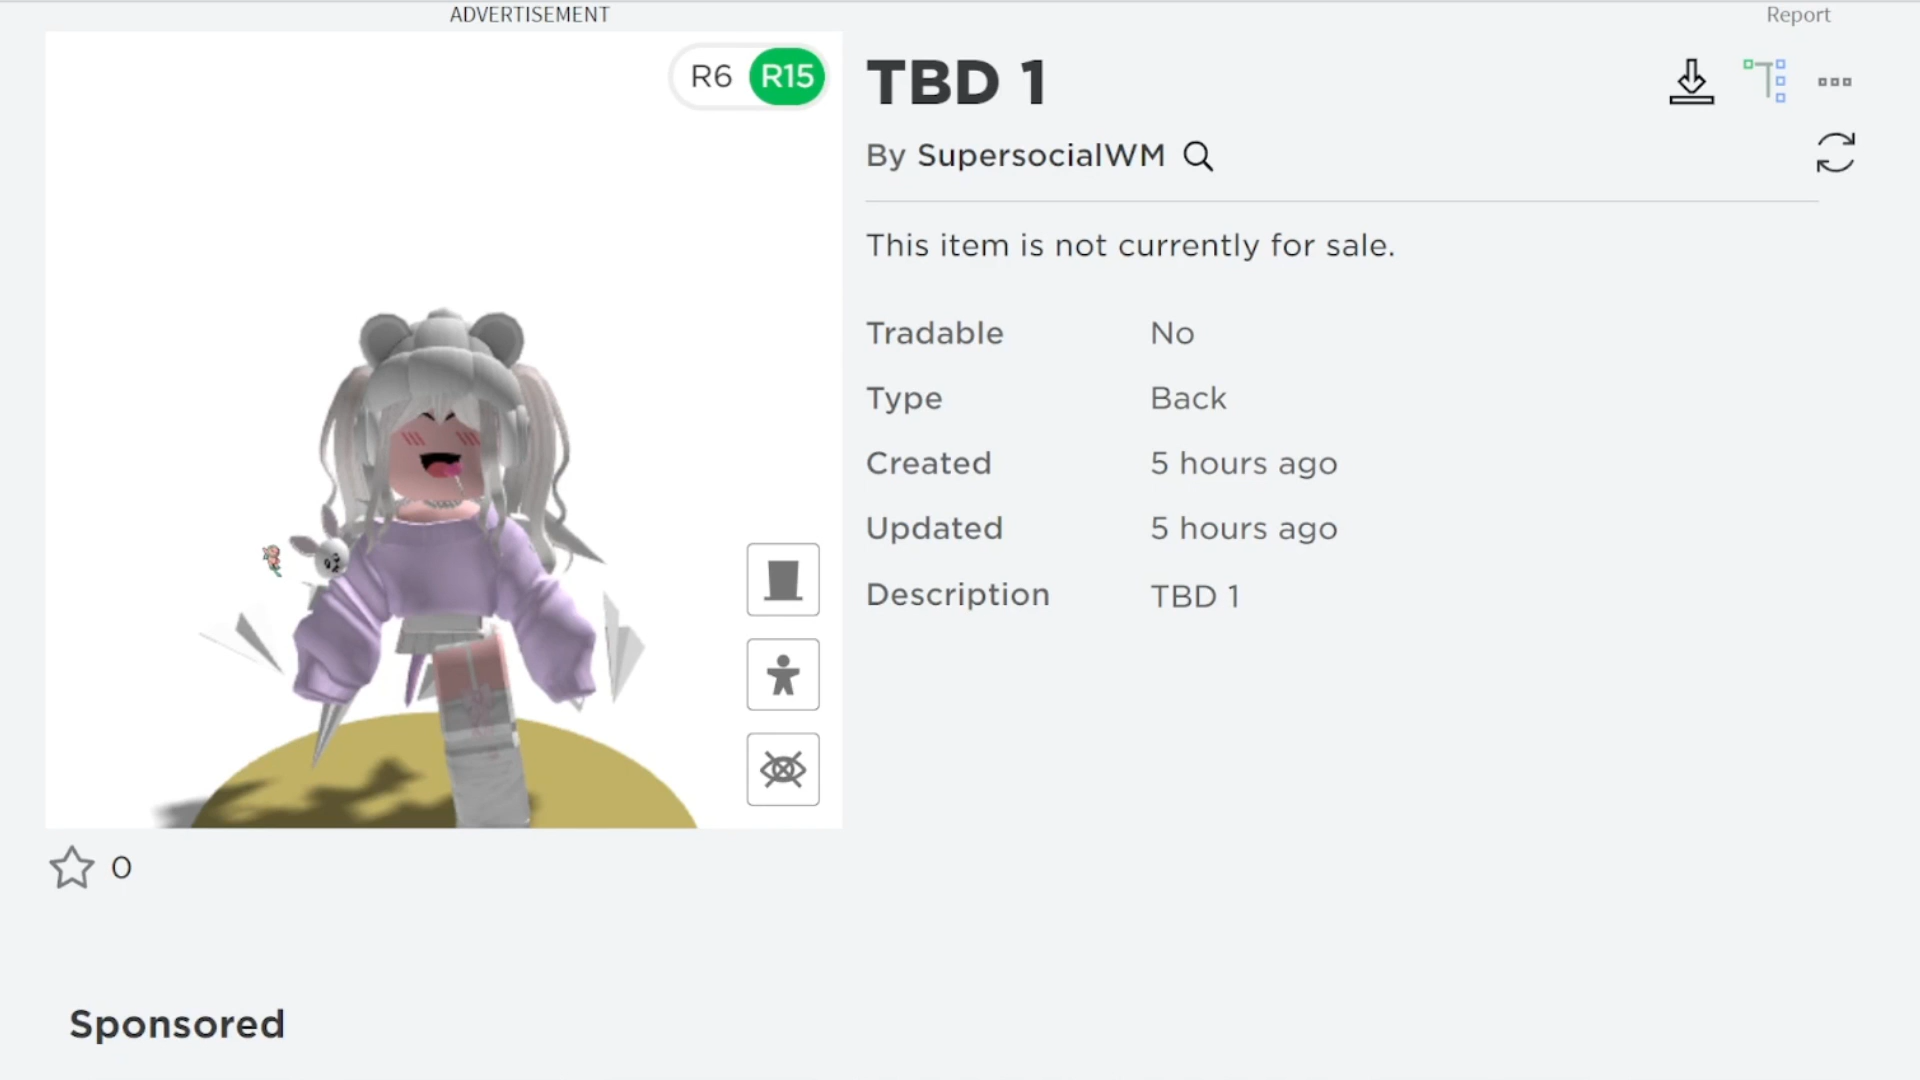 ADVERTISEMENT
Report
R6 R15
TBD 1
By SupersocialWM
This item is not currently for sale.
Tradable No
Type Back
Created 5 hours ago
Updated 5 hours ago
Description TBD 1
0
Sponsored